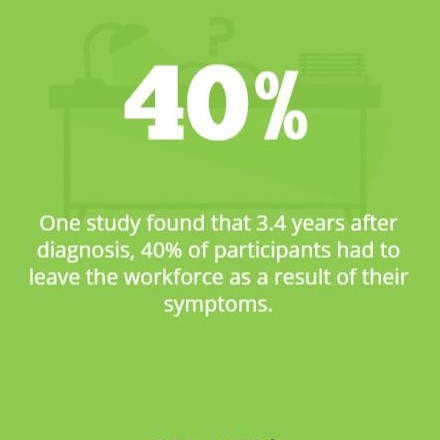 40%
One study found that 3.4 years after
diagnosis, 40% of participants had to
leave the workforce as a result of their
symptoms.